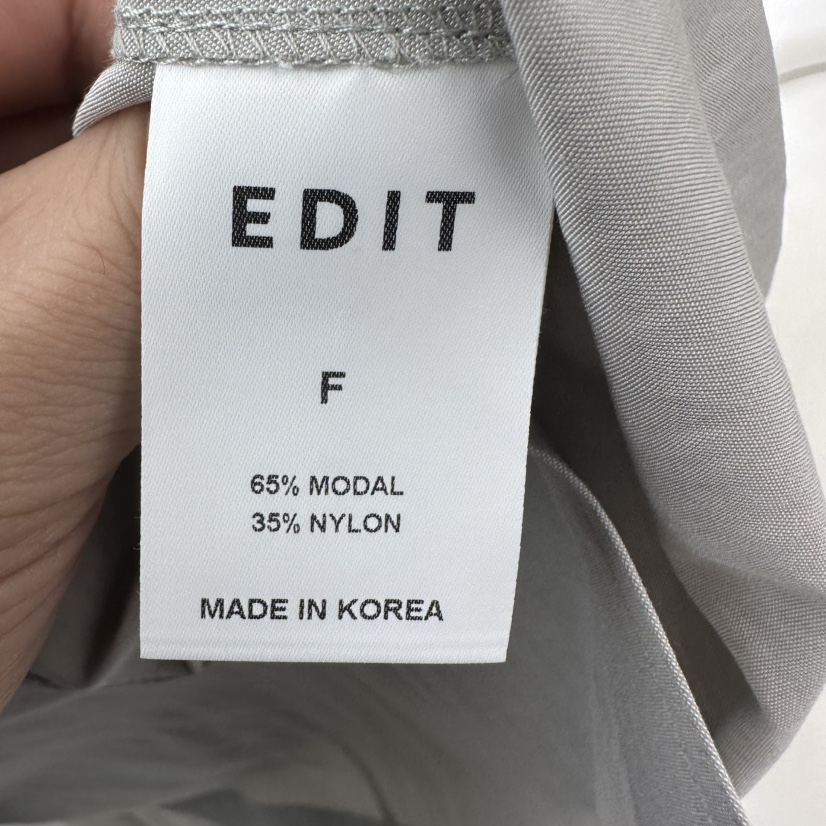 EDIT
F
65% MODAL
35% NYLON
MADE IN KOREA